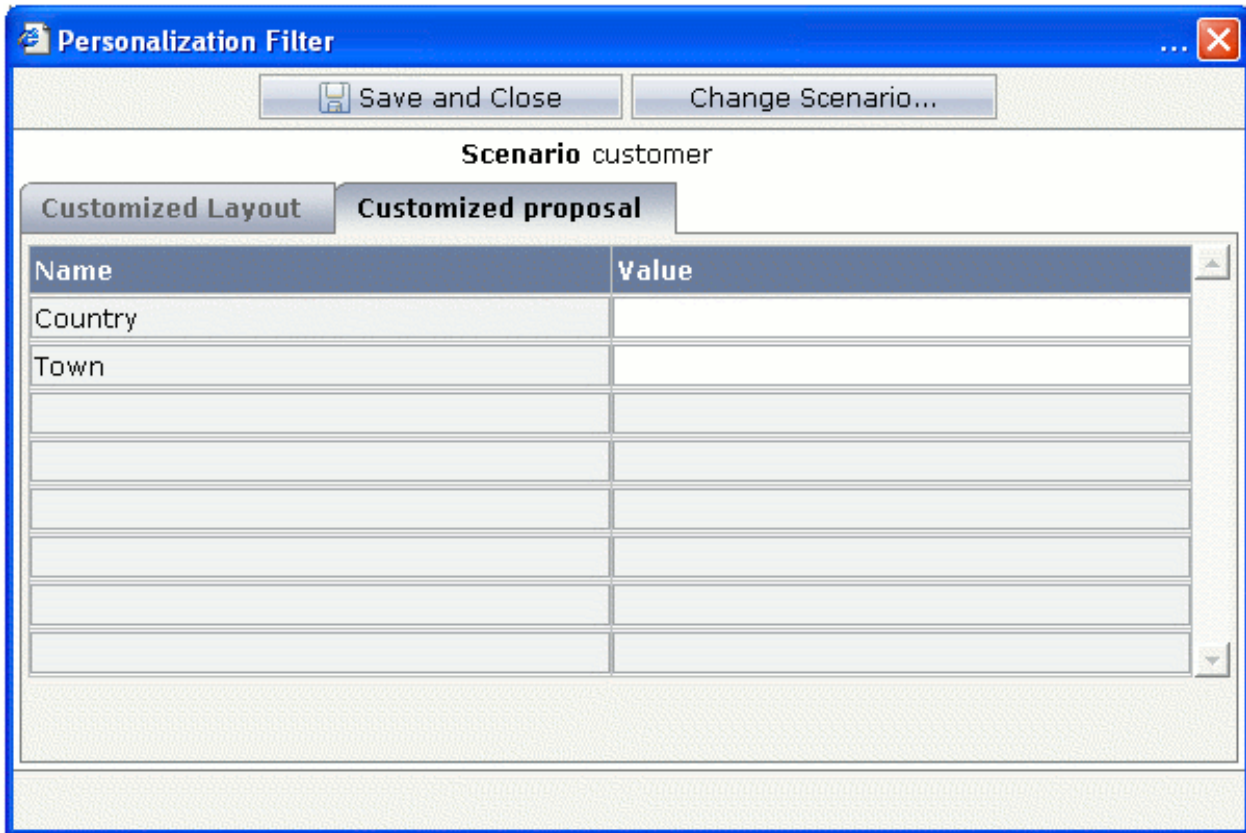 Personalization Filter ...
Save and Close Change Scenario...
Scenario customer
Customized Layout Customized proposal
Name Value
Country
Town